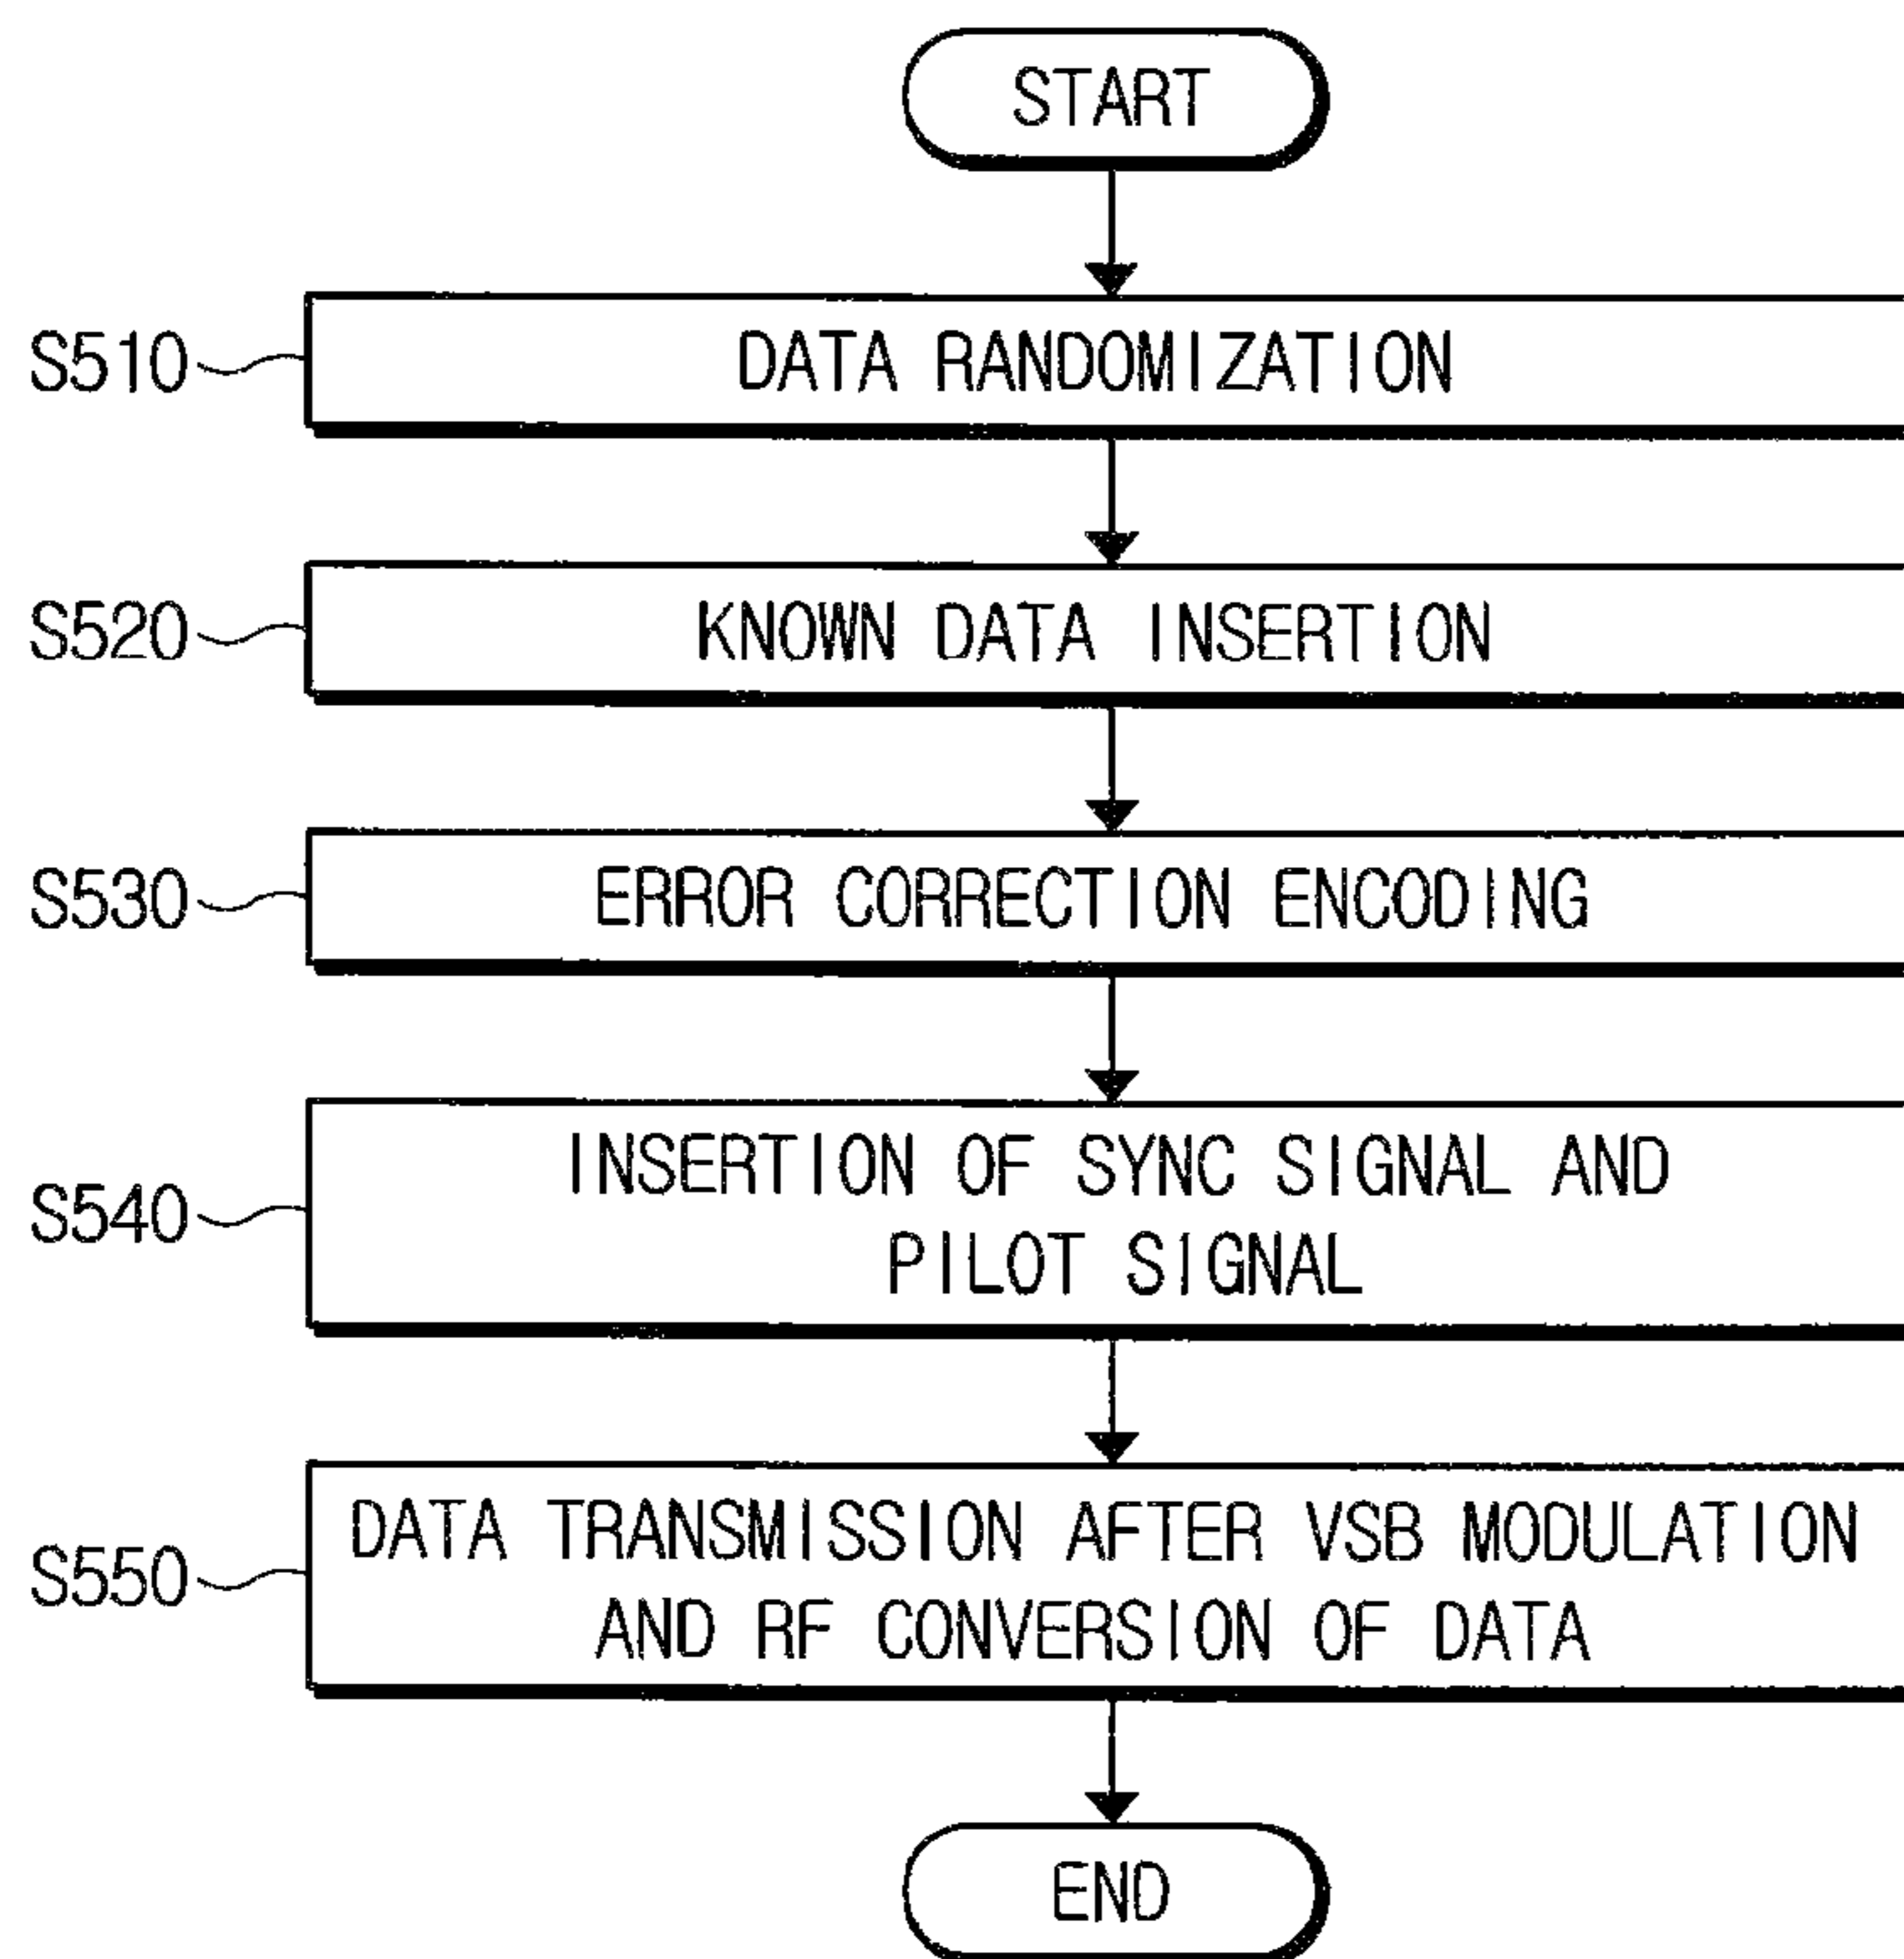 START
S510
DATA RANDOMIZATION
S520
KNOWN DATA INSERTION
S530
ERROR CORRECTION ENCODING
S540
INSERTION OF SYNC SIGNAL AND
PILOT SIGNAL
S550
DATA TRANSMISSION AFTER VSB MODULATION
AND RF CONVERSION OF DATA
END